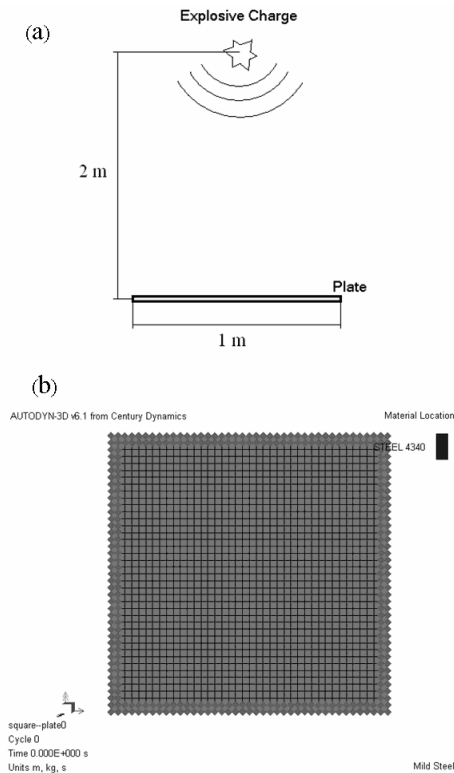 (a)
Explosive Charge
2 m
Plate
1 m
(b)
AUTODYN-3D v6.1 from Century Dynamics
Material Location
STEEL 4340
square--plate0
Cycle 0
Time 0.000E+000 s
Units m, kg, s
Mild Steel